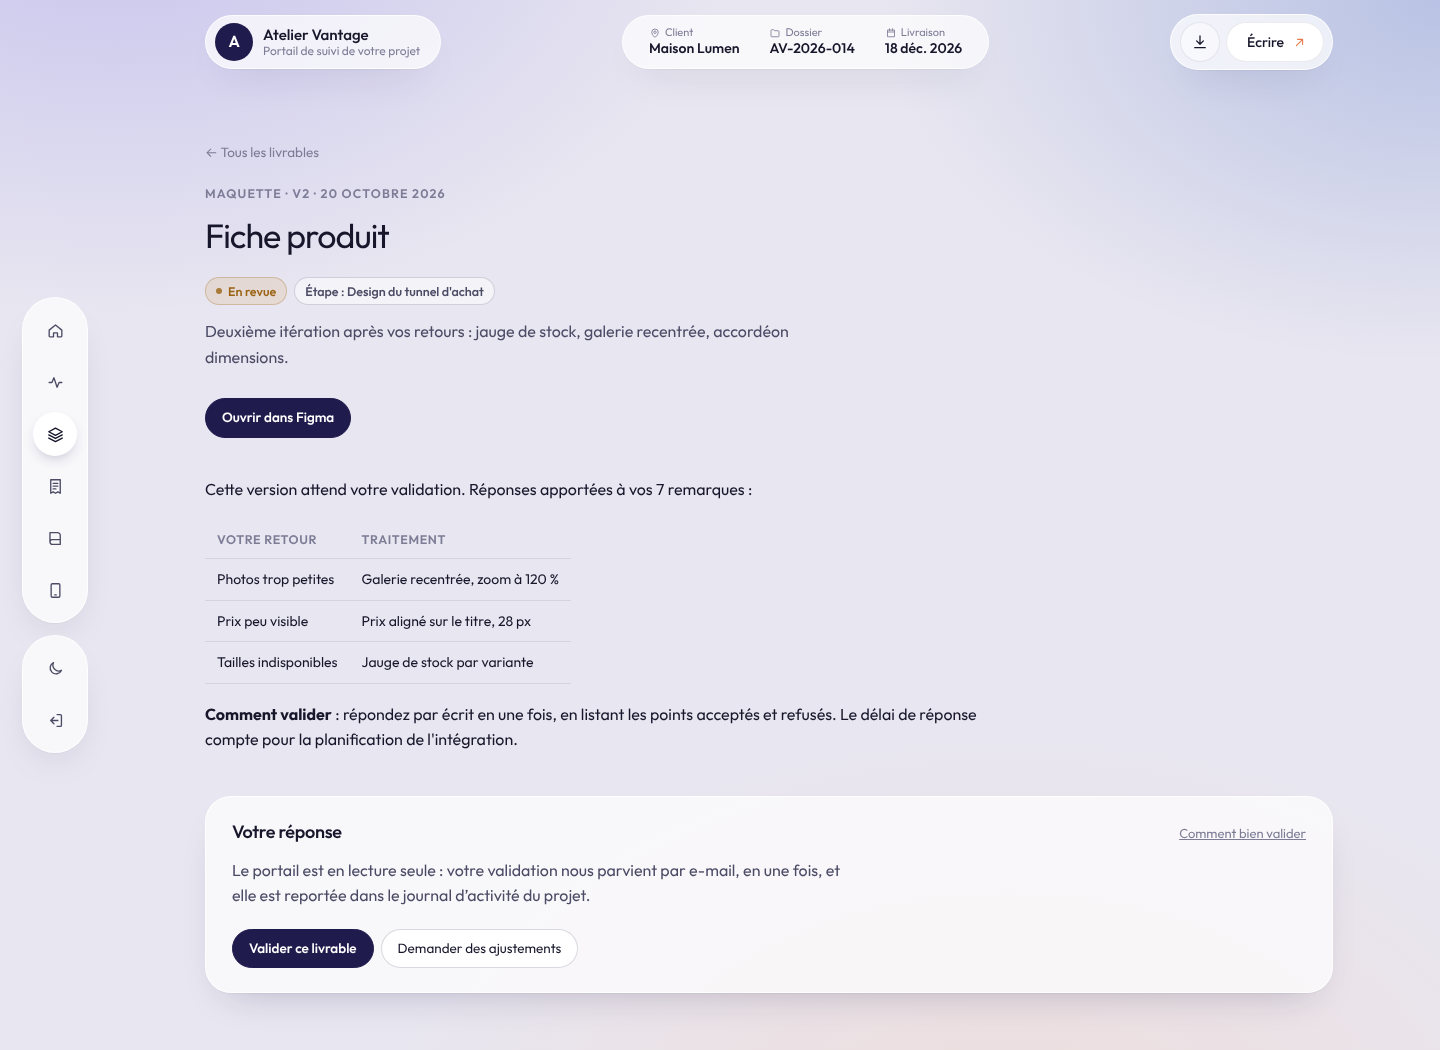 A
Atelier Vantage
Portail de suivi de votre projet
Client
Maison Lumen
Dossier
AV-2026-014
Livraison
18 déc. 2026
Écrire
← Tous les livrables
MAQUETTE · V2 · 20 OCTOBRE 2026
Fiche produit
En revue
Étape : Design du tunnel d'achat
Deuxième itération après vos retours : jauge de stock, galerie recentrée, accordéon
dimensions.
Ouvrir dans Figma
Cette version attend votre validation. Réponses apportées à vos 7 remarques :
VOTRE RETOUR TRAITEMENT
Photos trop petites Galerie recentrée, zoom à 120 %
Prix peu visible Prix aligné sur le titre, 28 px
Tailles indisponibles Jauge de stock par variante
Comment valider : répondez par écrit en une fois, en listant les points acceptés et refusés. Le délai de réponse
compte pour la planification de l'intégration.
Votre réponse
Comment bien valider
Le portail est en lecture seule : votre validation nous parvient par e-mail, en une fois, et
elle est reportée dans le journal d’activité du projet.
Valider ce livrable
Demander des ajustements